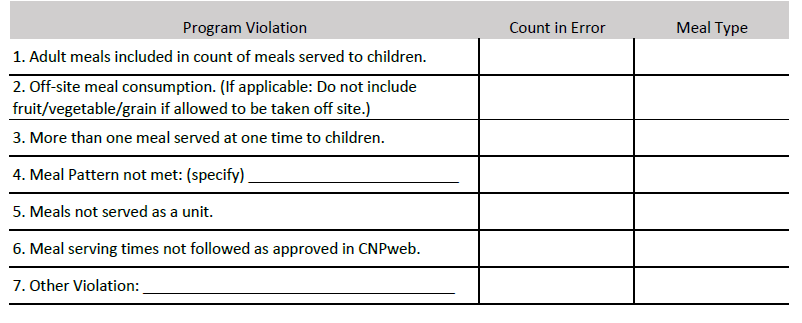 Program Violation Count in Error Meal Type
1. Adult meals included in count of meals served to children.
2. Off-site meal consumption. (If applicable: Do not include
fruit/vegetable/grain if allowed to be taken off site.)
3. More than one meal served at one time to children.
4. Meal Pattern not met: (specify) _________________________
5. Meals not served as a unit.
6. Meal serving times not followed as approved in CNPweb.
7. Other Violation: _____________________________________